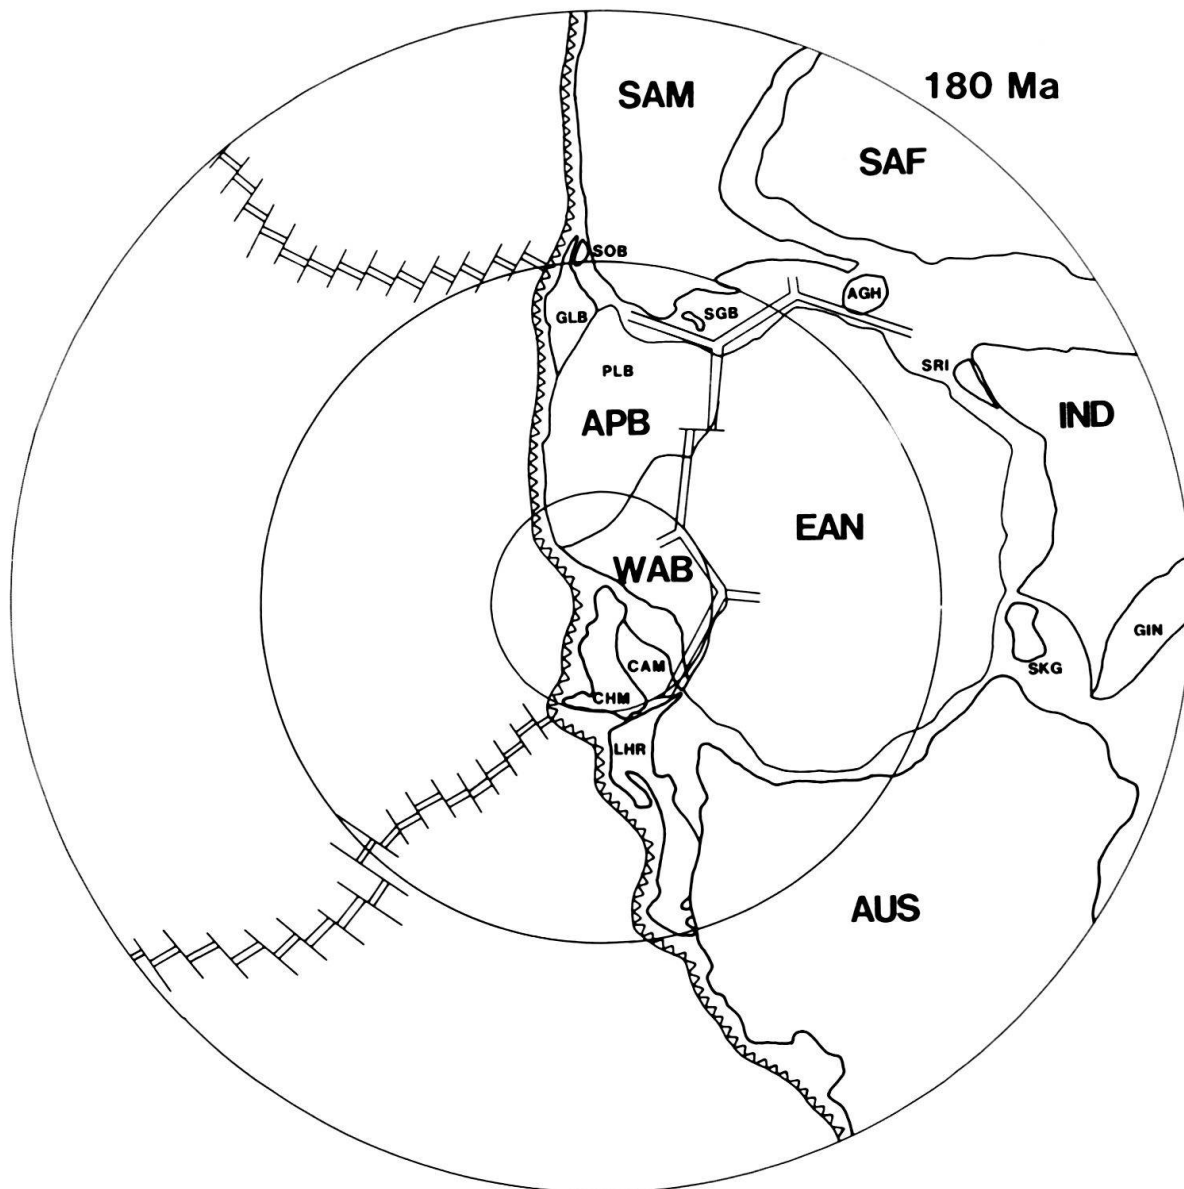 180 Ma
SAM
SAF
SOB
AGH
GLB
SGB
PLB
SRI
APB
IND
EAN
WAB
GIN
CAM
SKG
CHM
LHR
AUS